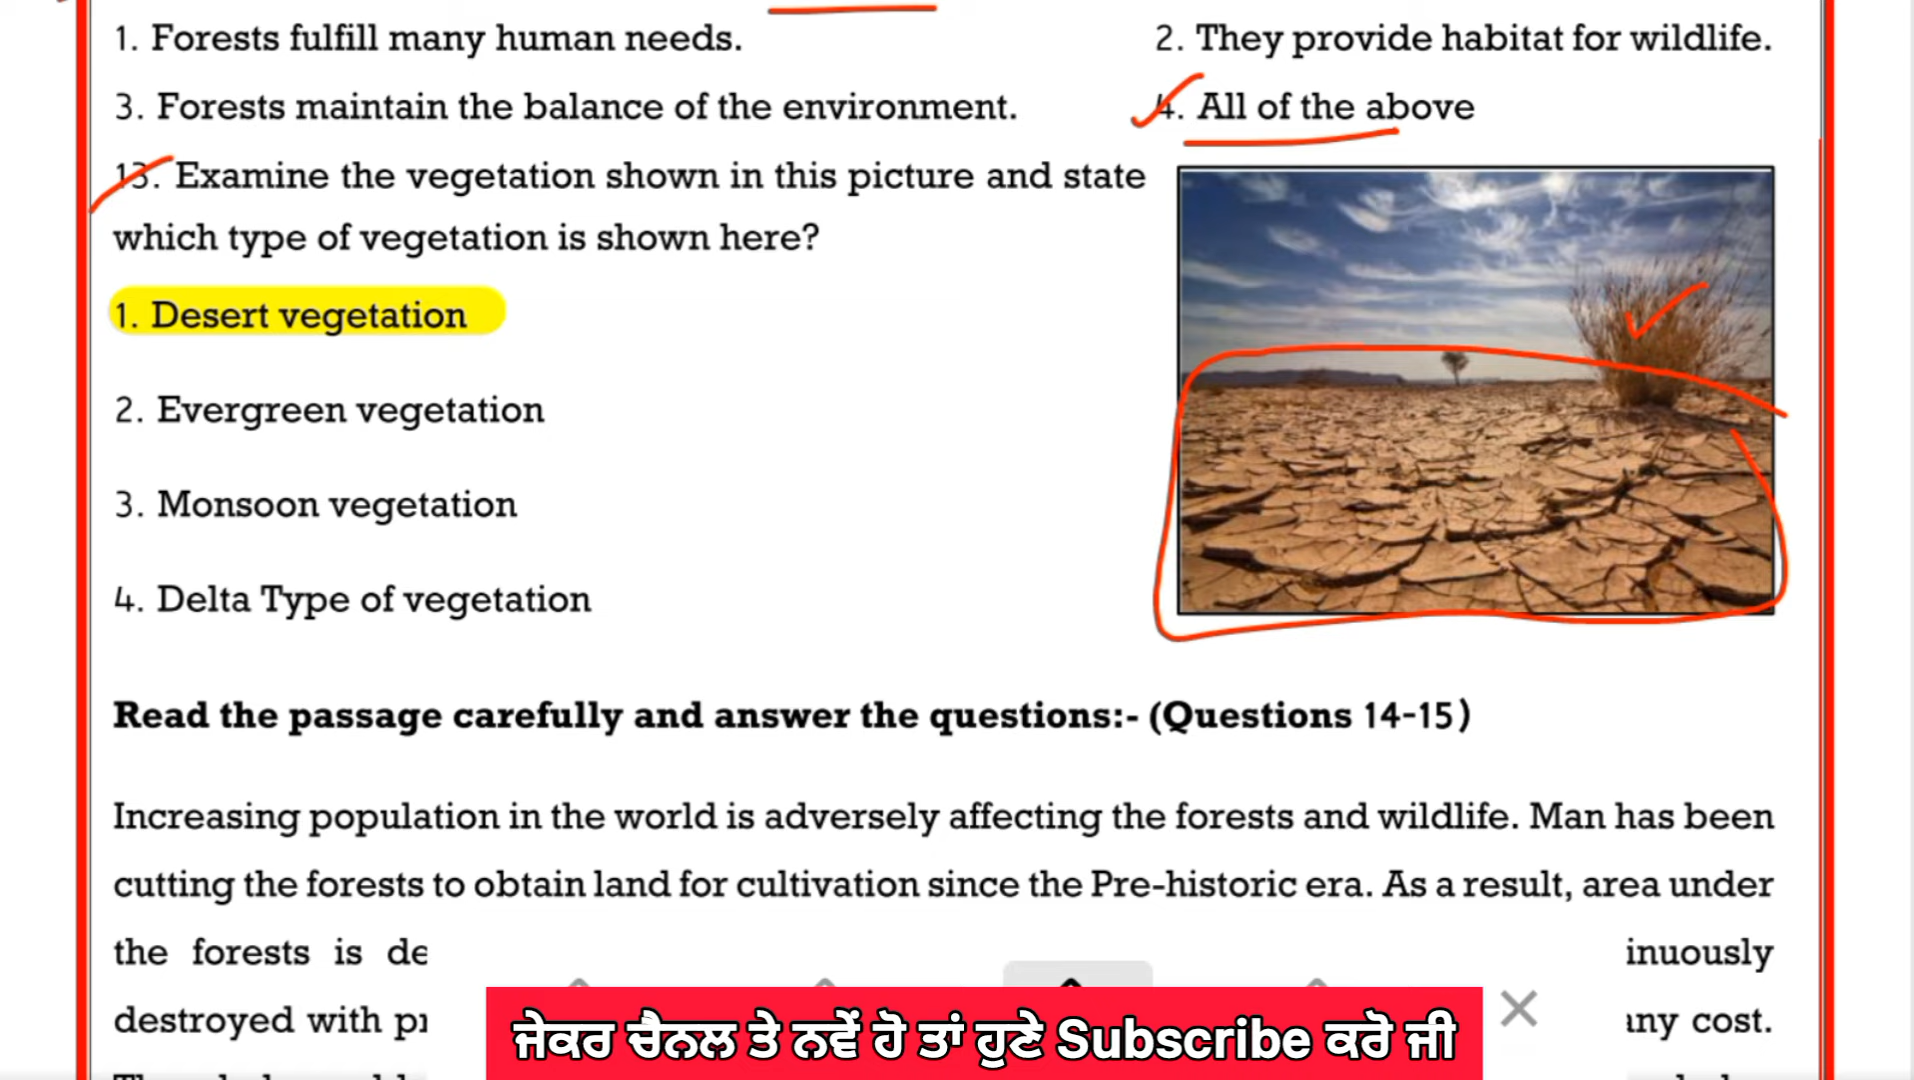 1. Forests fulfill many human needs. 2. They provide habitat for wildlife.
3. Forests maintain the balance of the environment. 4. All of the above
13. Examine the vegetation shown in this picture and state
which type of vegetation is shown here?
1. Desert vegetation
2. Evergreen vegetation
3. Monsoon vegetation
4. Delta Type of vegetation
Read the passage carefully and answer the questions:- (Questions 14-15)
Increasing population in the world is adversely affecting the forests and wildlife. Man has been
cutting the forests to obtain land for cultivation since the Pre-historic era. As a result, area under
the forests is
destroyed with any cost.
ਜੇਕਰ ਚੈਨਲ ਤੇ ਨਵੇਂ ਹੋ ਤਾਂ ਹੁਣੇ Subscribe ਕਰੋ ਜੀ